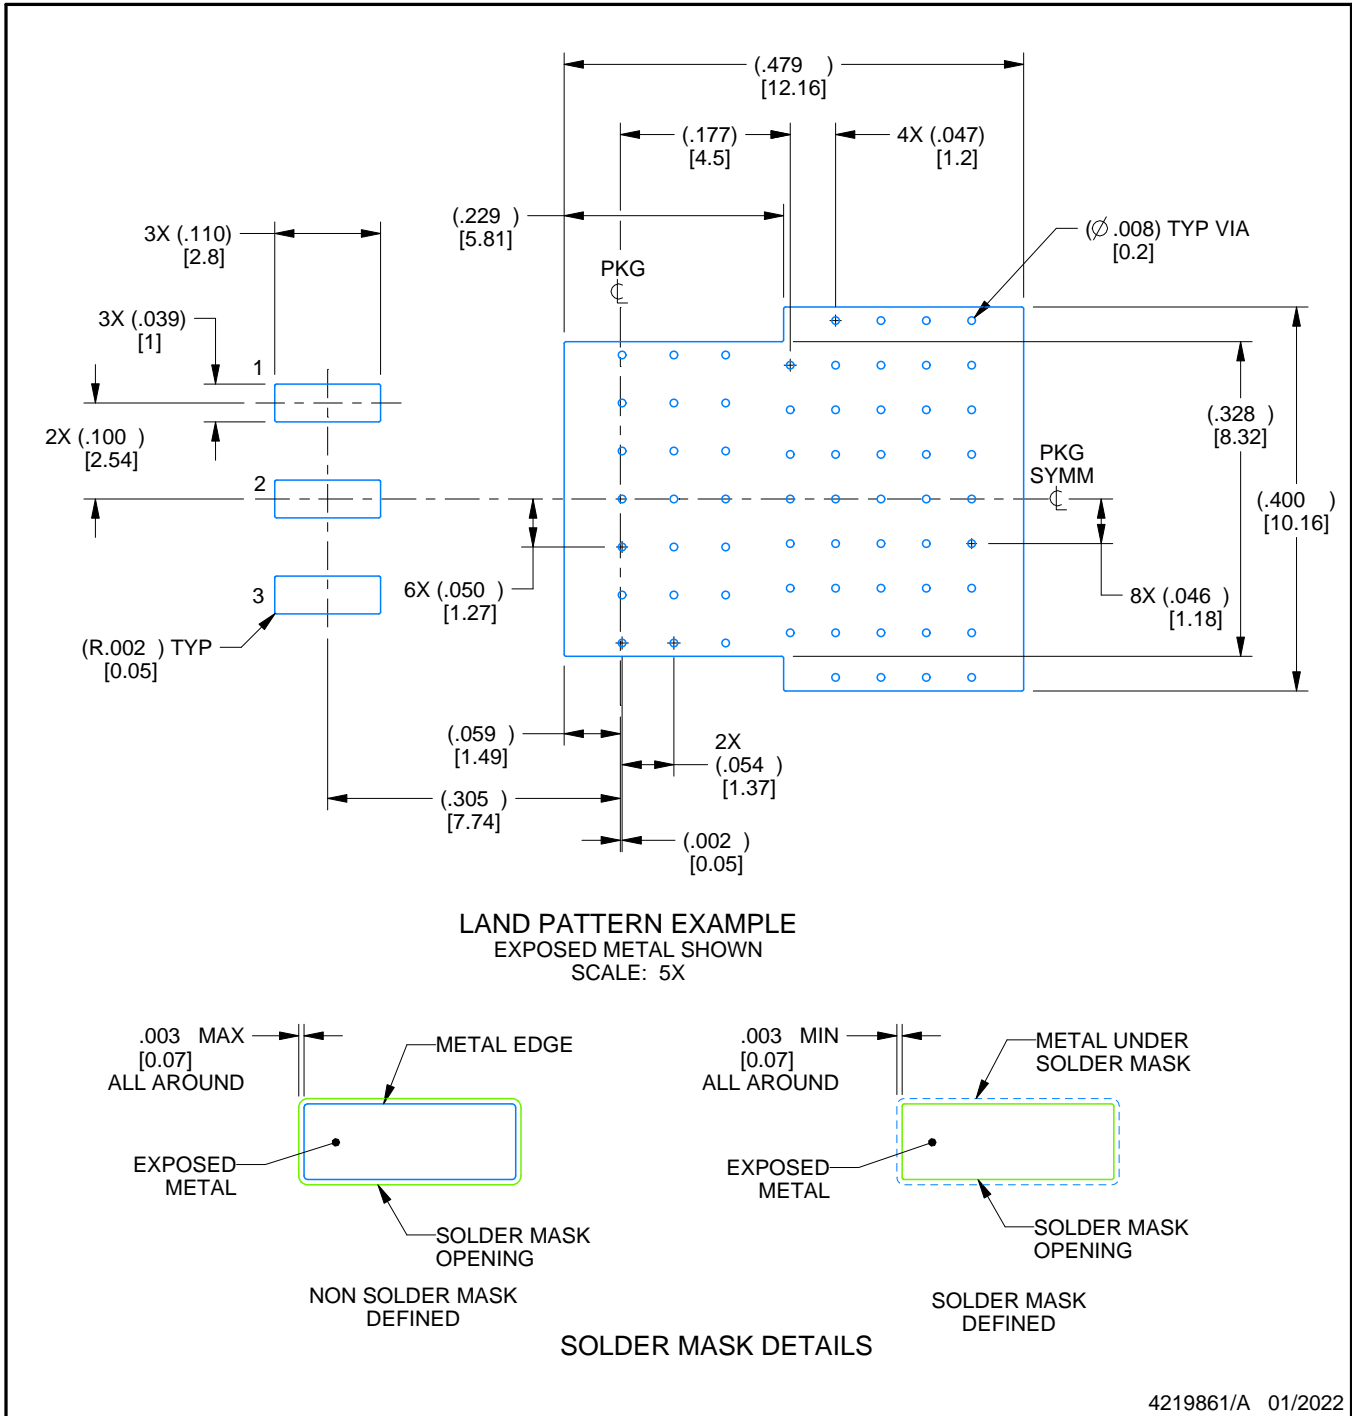 (.479 )
[12.16]
(.177)
[4.5]
4X (.047)
[1.2]
(.229 )
[5.81]
3X (.110)
[2.8]
(Ø .008) TYP VIA
[0.2]
PKG
℄
3X (.039)
[1]
1
2X (.100 )
[2.54]
(.328 )
[8.32]
PKG
SYMM
℄
2
(.400 )
[10.16]
6X (.050 )
[1.27]
3
8X (.046 )
[1.18]
(R.002 ) TYP
[0.05]
(.059 )
[1.49]
2X
(.054 )
[1.37]
(.305 )
[7.74]
(.002 )
[0.05]
LAND PATTERN EXAMPLE
EXPOSED METAL SHOWN
SCALE: 5X
.003 MAX
[0.07]
ALL AROUND
METAL EDGE
EXPOSED
METAL
SOLDER MASK
OPENING
NON SOLDER MASK
DEFINED
.003 MIN
[0.07]
ALL AROUND
METAL UNDER
SOLDER MASK
EXPOSED
METAL
SOLDER MASK
OPENING
SOLDER MASK
DEFINED
SOLDER MASK DETAILS
4219861/A 01/2022